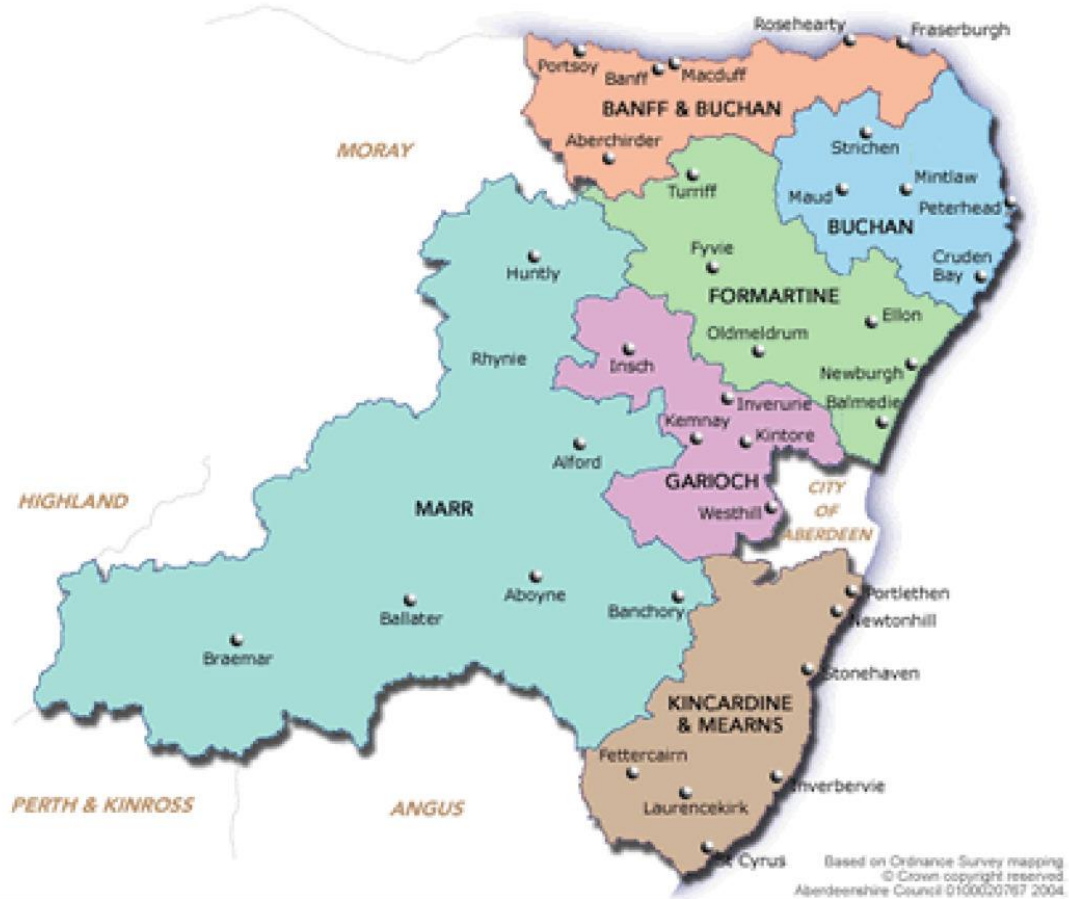 Rosehearty
Fraserburgh
Portsoy
Banff
Macduff
BANFF & BUCHAN
Aberchirder
Strichen
MORAY
Turriff
Maud
Mintlaw
Peterhead
BUCHAN
Fyvie
Cruden
Bay
Huntly
FORMARTINE
Ellon
Oldmeldrum
Rhynie
Insch
Newburgh
Inverurie
Balmedie
Kemnay
Kintore
Alford
GARIOCH
HIGHLAND
MARR
Westhill
CITY
OF
ABERDEEN
Portlethen
Aboyne
Banchory
Ballater
Newtonhill
Braemar
Stonehaven
KINCARDINE
& MEARNS
Fettercairn
Inverbervie
PERTH & KINROSS
ANGUS
Laurencekirk
St Cyrus
Based on Ordnance Survey mapping
© Crown copyright reserved.
Aberdeenshire Council 0100020767 2004.